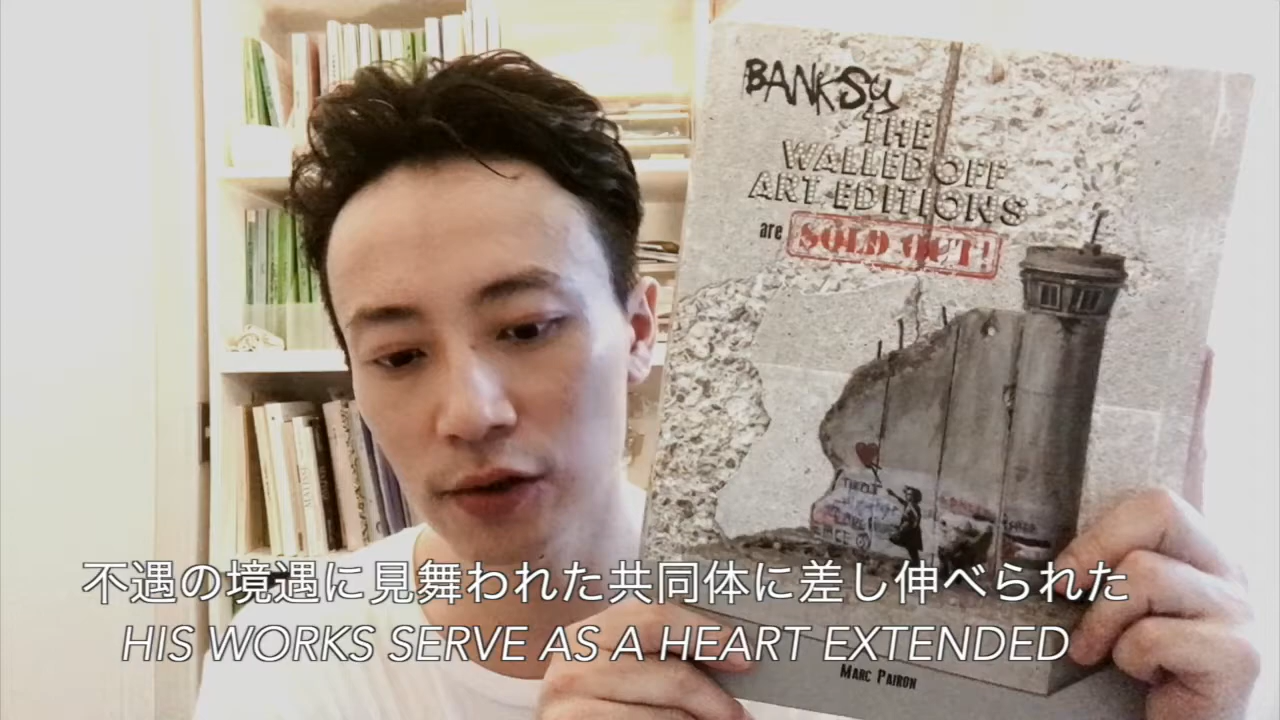 BANKSY
THE
WALLED OFF
ART EDITIONS
are SOLD OUT!
不遇の境遇に見舞われた共同体に差し伸べられた
HIS WORKS SERVE AS A HEART EXTENDED
MARC PAIRON